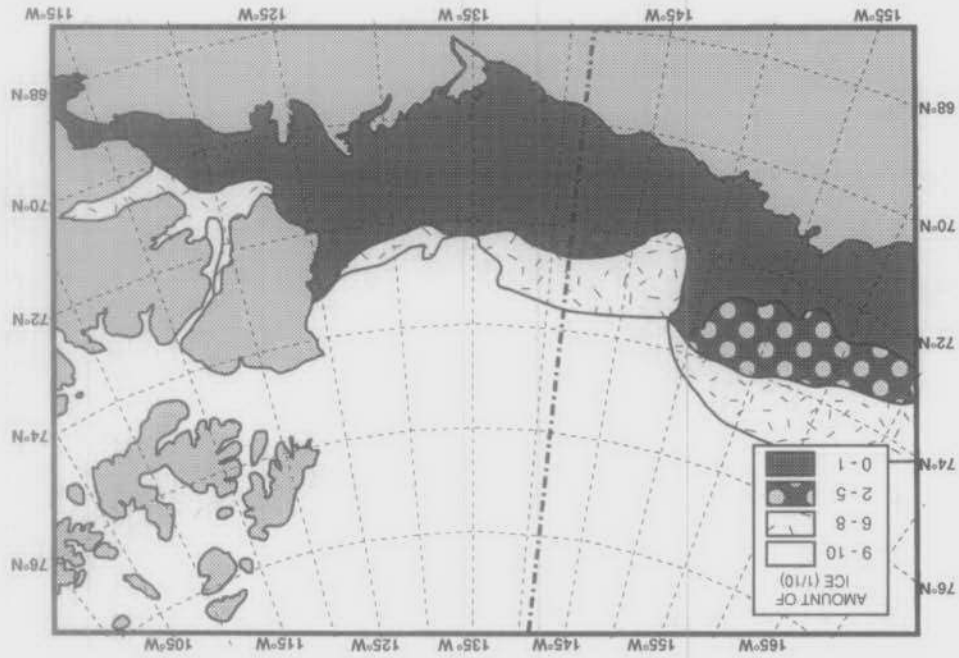 165°W 155°W 145°W 135°W 125°W 115°W 105°W
76°N
74°N
72°N
70°N
68°N
AMOUNT OF
ICE (1/10)
9 - 10
6 - 8
2 - 5
0 - 1
76°N
74°N
72°N
70°N
68°N
155°W 145°W 135°W 125°W 115°W